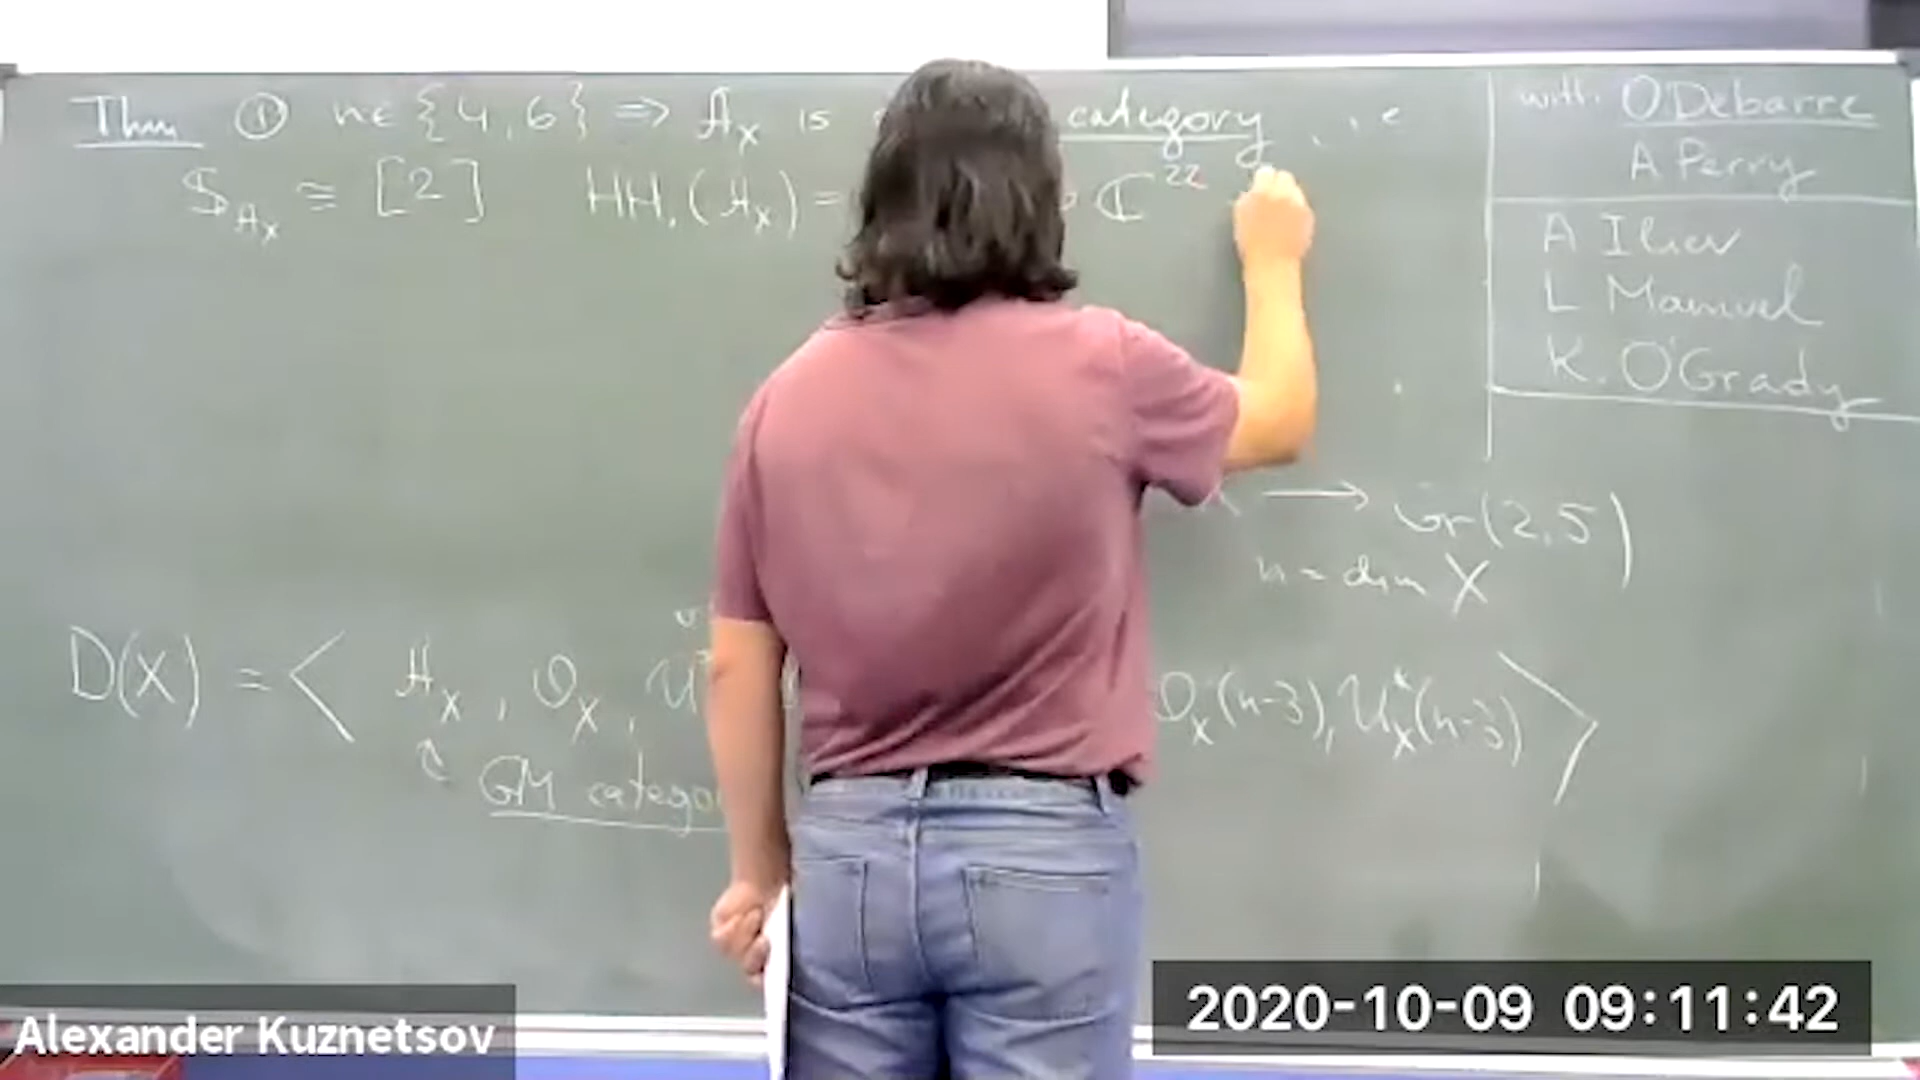 Thm ① n∈{4,6} ⇒ A_X is category, i.e
S_{A_X} ≅ [2] HH.(A_X) = ℂ^22
with O.Debarre
A Perry
A Iliev
L Manivel
K. O'Grady
→ Gr(2,5)
n = dim X
D(X) = ⟨ A_X, O_X, U O_X(n-3), U*_X(n-3) ⟩
GM
Alexander Kuznetsov
2020-10-09 09:11:42